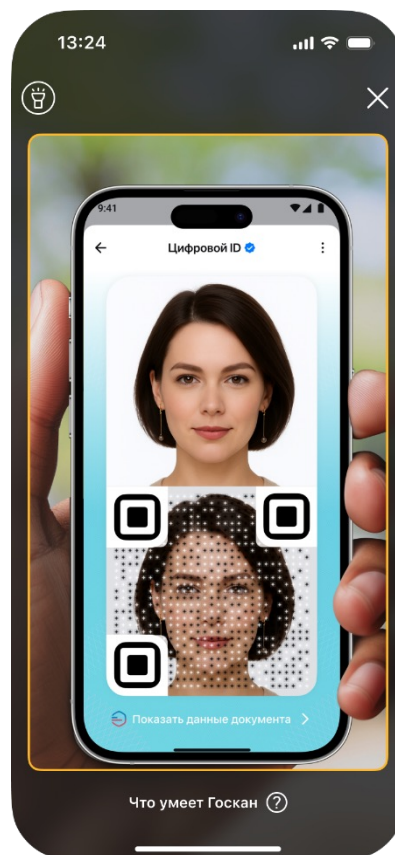 13:24
9:41
Цифровой ID
Показать данные документа
Что умеет Госкан